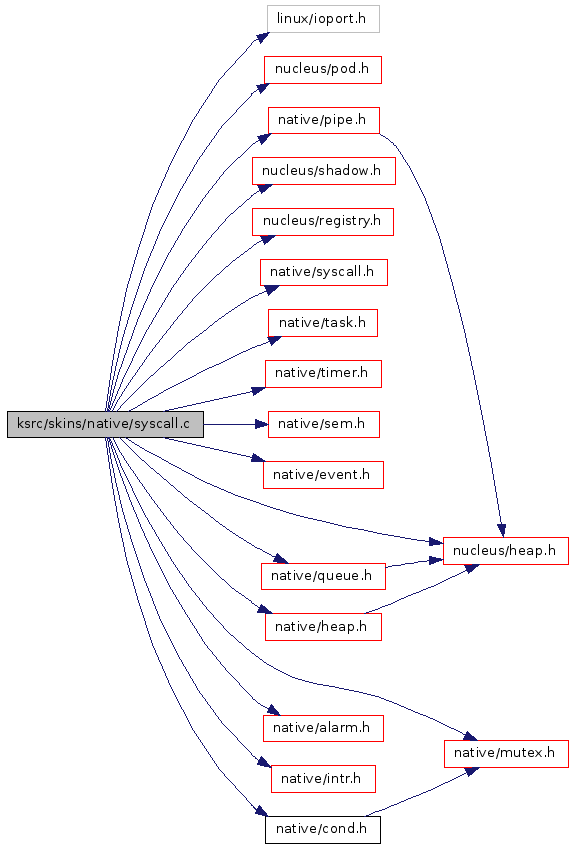 linux/ioport.h
nucleus/pod.h
native/pipe.h
nucleus/shadow.h
nucleus/registry.h
native/syscall.h
native/task.h
native/timer.h
ksrc/skins/native/syscall.c
native/sem.h
native/event.h
nucleus/heap.h
native/queue.h
native/heap.h
native/alarm.h
native/mutex.h
native/intr.h
native/cond.h